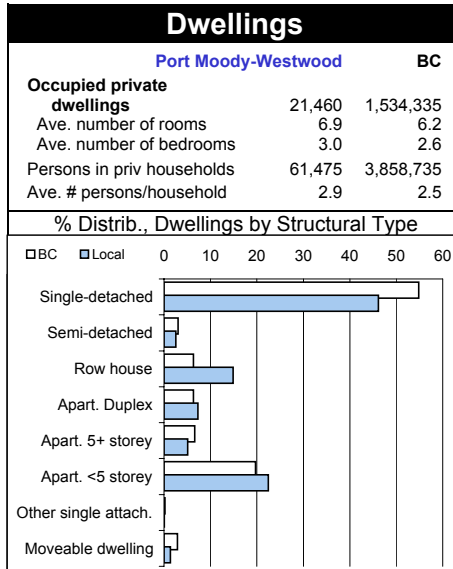 Dwellings
Port Moody-Westwood BC
Occupied private
dwellings 21,460 1,534,335
Ave. number of rooms 6.9 6.2
Ave. number of bedrooms 3.0 2.6
Persons in priv households 61,475 3,858,735
Ave. # persons/household 2.9 2.5
% Distrib., Dwellings by Structural Type
BC Local 0 10 20 30 40 50 60
Single-detached
Semi-detached
Row house
Apart. Duplex
Apart. 5+ storey
Apart. <5 storey
Other single attach.
Moveable dwelling